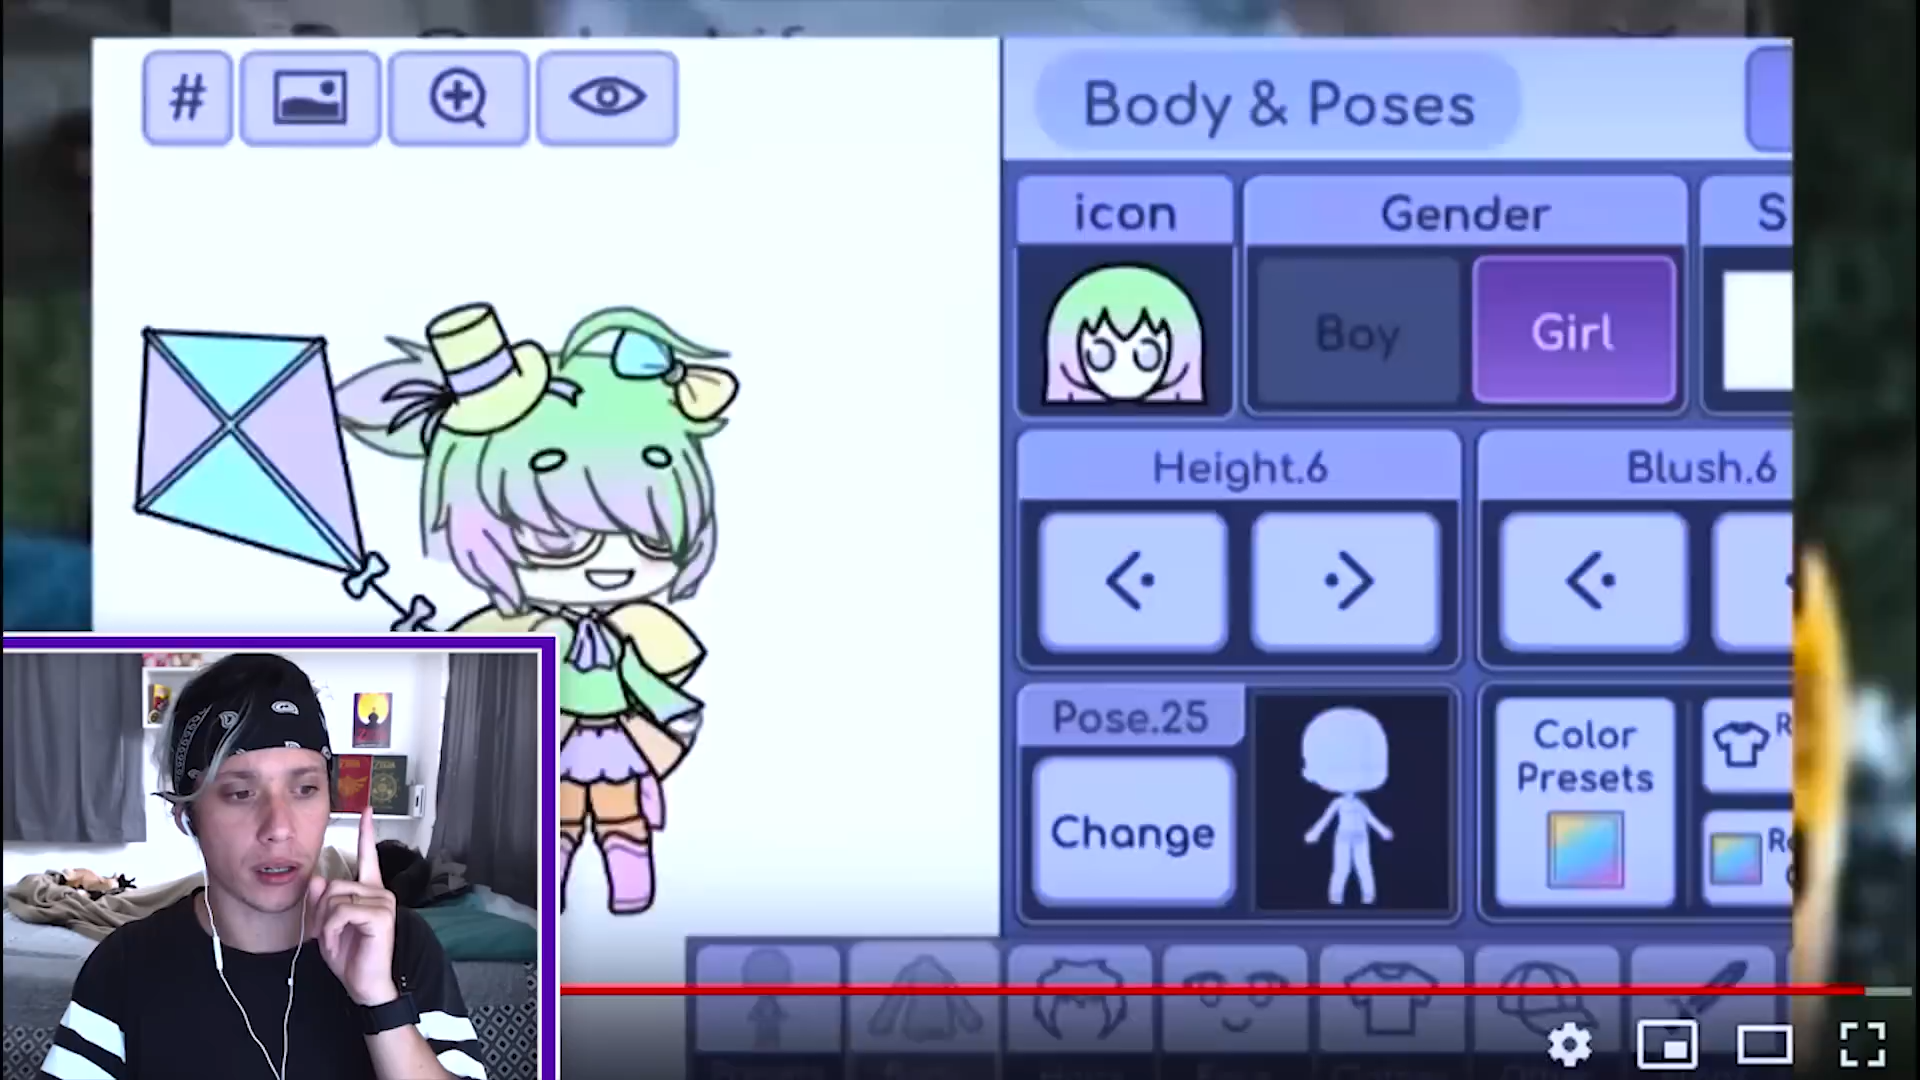 #
Body & Poses
icon
Gender
S
Boy
Girl
Height.6
Blush.6
Pose.25
Change
Color
Presets
R